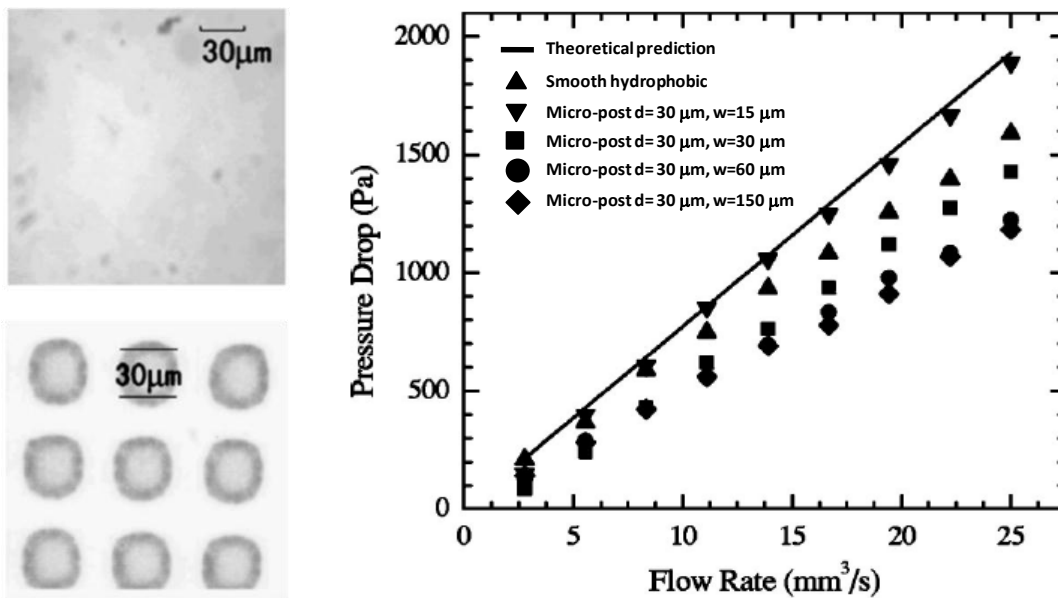 30μm
30μm
2000
1500
1000
500
0
Pressure Drop (Pa)
Theoretical prediction
Smooth hydrophobic
Micro-post d= 30 μm, w=15 μm
Micro-post d= 30 μm, w=30 μm
Micro-post d= 30 μm, w=60 μm
Micro-post d= 30 μm, w=150 μm
0 5 10 15 20 25
Flow Rate (mm³/s)